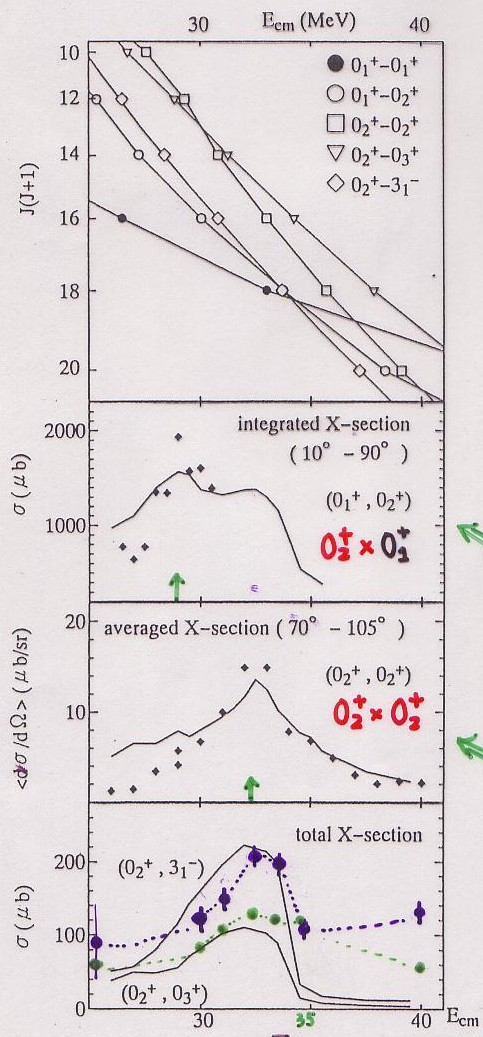 30 E_cm (MeV) 40
10
12
14
16
18
20
J(J+1)
● 0₁⁺–0₁⁺
○ 0₁⁺–0₂⁺
□ 0₂⁺–0₂⁺
▽ 0₂⁺–0₃⁺
◇ 0₂⁺–3₁⁻
2000
1000
σ (μb)
integrated X-section
(10° – 90°)
(0₁⁺, 0₂⁺)
0₂⁺ x 0₁⁺
20
10
<dσ/dΩ> (μb/sr)
averaged X-section (70° – 105°)
(0₂⁺, 0₂⁺)
0₂⁺ x 0₂⁺
200
100
0
σ (μb)
total X-section
(0₂⁺, 3₁⁻)
(0₂⁺, 0₃⁺)
30 35 40 E_cm